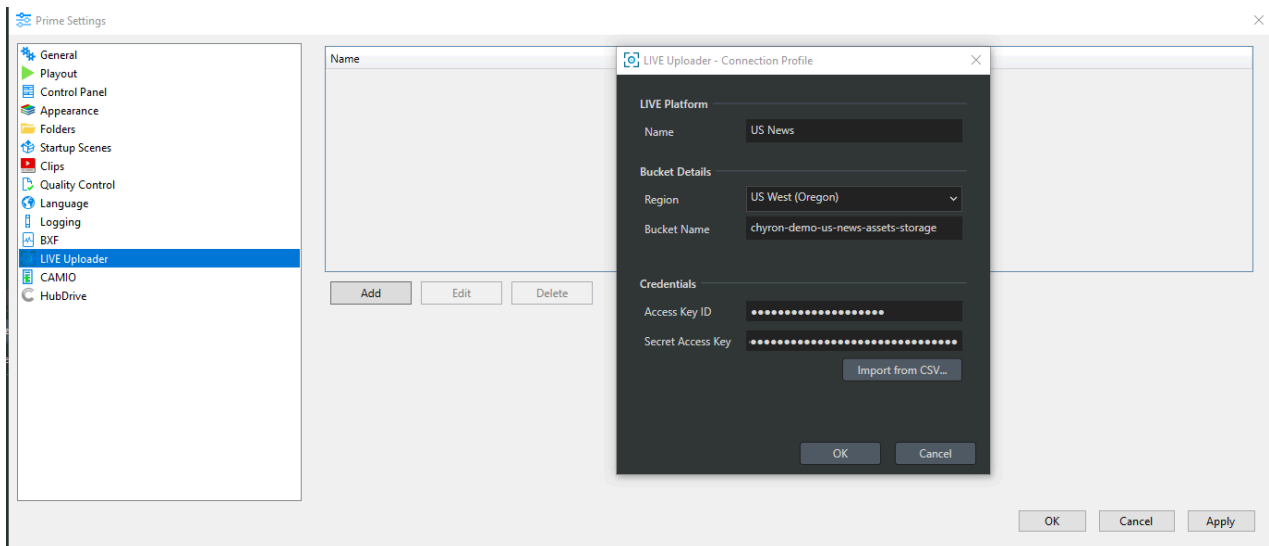 Prime Settings
General
Playout
Control Panel
Appearance
Folders
Startup Scenes
Clips
Quality Control
Language
Logging
BXF
LIVE Uploader
CAMIO
HubDrive
Name
Add Edit Delete
LIVE Uploader - Connection Profile
LIVE Platform
Name US News
Bucket Details
Region US West (Oregon)
Bucket Name chyron-demo-us-news-assets-storage
Credentials
Access Key ID ••••••••••••••••••••
Secret Access Key •••••••••••••••••••••••••••••••
Import from CSV...
OK Cancel
OK Cancel Apply